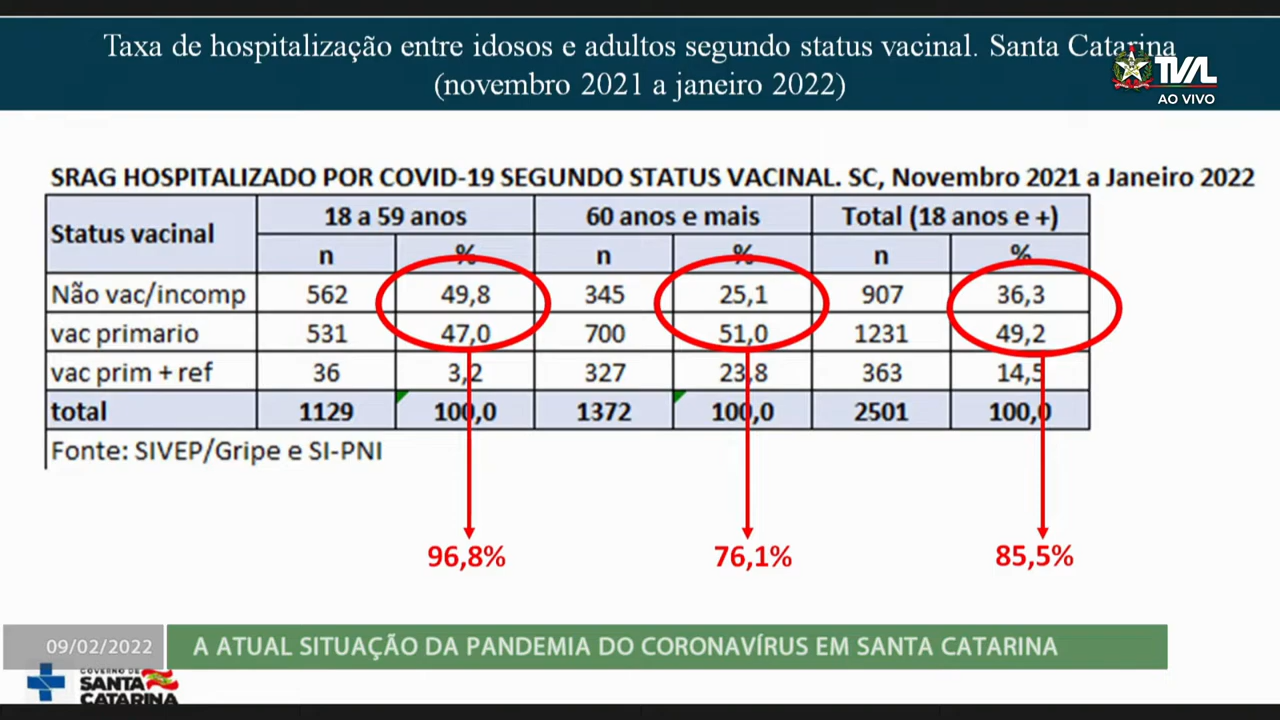 Taxa de hospitalização entre idosos e adultos segundo status vacinal. Santa Catarina
(novembro 2021 a janeiro 2022)
TVAL
AO VIVO
SRAG HOSPITALIZADO POR COVID-19 SEGUNDO STATUS VACINAL. SC, Novembro 2021 a Janeiro 2022
Status vacinal 18 a 59 anos 60 anos e mais Total (18 anos e +)
n % n % n %
Não vac/incomp 562 49,8 345 25,1 907 36,3
vac primario 531 47,0 700 51,0 1231 49,2
vac prim + ref 36 3,2 327 23,8 363 14,5
total 1129 100,0 1372 100,0 2501 100,0
Fonte: SIVEP/Gripe e SI-PNI
96,8% 76,1% 85,5%
09/02/2022 A ATUAL SITUAÇÃO DA PANDEMIA DO CORONAVÍRUS EM SANTA CATARINA
GOVERNO DE
SANTA
CATARINA